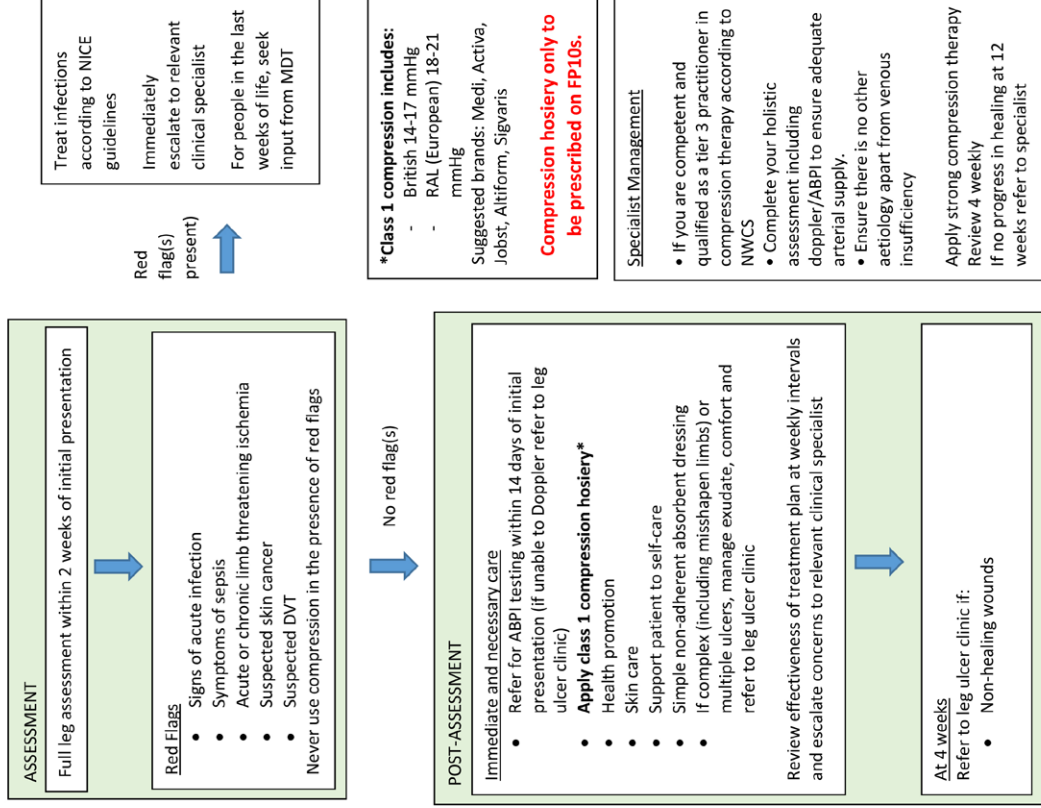 ASSESSMENT
Full leg assessment within 2 weeks of initial presentation
Red Flags
• Signs of acute infection
• Symptoms of sepsis
• Acute or chronic limb threatening ischemia
• Suspected skin cancer
• Suspected DVT
Never use compression in the presence of red flags
Red
flag(s)
present)
Treat infections
according to NICE
guidelines
Immediately
escalate to relevant
clinical specialist
For people in the last
weeks of life, seek
input from MDT
No red flag(s)
*Class 1 compression includes:
- British 14-17 mmHg
- RAL (European) 18-21
mmHg
Suggested brands: Medi, Activa,
Jobst, Altiform, Sigvaris
Compression hosiery only to
be prescribed on FP10s.
POST-ASSESSMENT
Immediate and necessary care
• Refer for ABPI testing within 14 days of initial
presentation (if unable to Doppler refer to leg
ulcer clinic)
• Apply class 1 compression hosiery*
• Health promotion
• Skin care
• Support patient to self-care
• Simple non-adherent absorbent dressing
• If complex (including misshapen limbs) or
multiple ulcers, manage exudate, comfort and
refer to leg ulcer clinic
Review effectiveness of treatment plan at weekly intervals
and escalate concerns to relevant clinical specialist
At 4 weeks
Refer to leg ulcer clinic if:
• Non-healing wounds
Specialist Management
• If you are competent and
qualified as a tier 3 practitioner in
compression therapy according to
NWCS
• Complete your holistic
assessment including
doppler/ABPI to ensure adequate
arterial supply.
• Ensure there is no other
aetiology apart from venous
insufficiency
Apply strong compression therapy
Review 4 weekly
If no progress in healing at 12
weeks refer to specialist